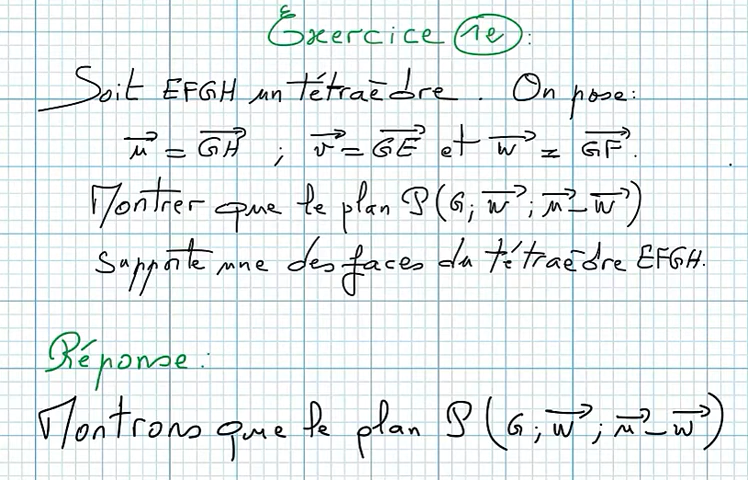 Exercice 1e :
Soit EFGH un tétraèdre. On pose:
u⃗ = GH⃗ ; v⃗ = GE⃗ et w⃗ = GF⃗.
Montrer que le plan P(G; w⃗; u⃗ - w⃗)
supporte une des faces du tétraèdre EFGH.
Réponse:
Montrons que le plan P(G; w⃗; u⃗ - w⃗)